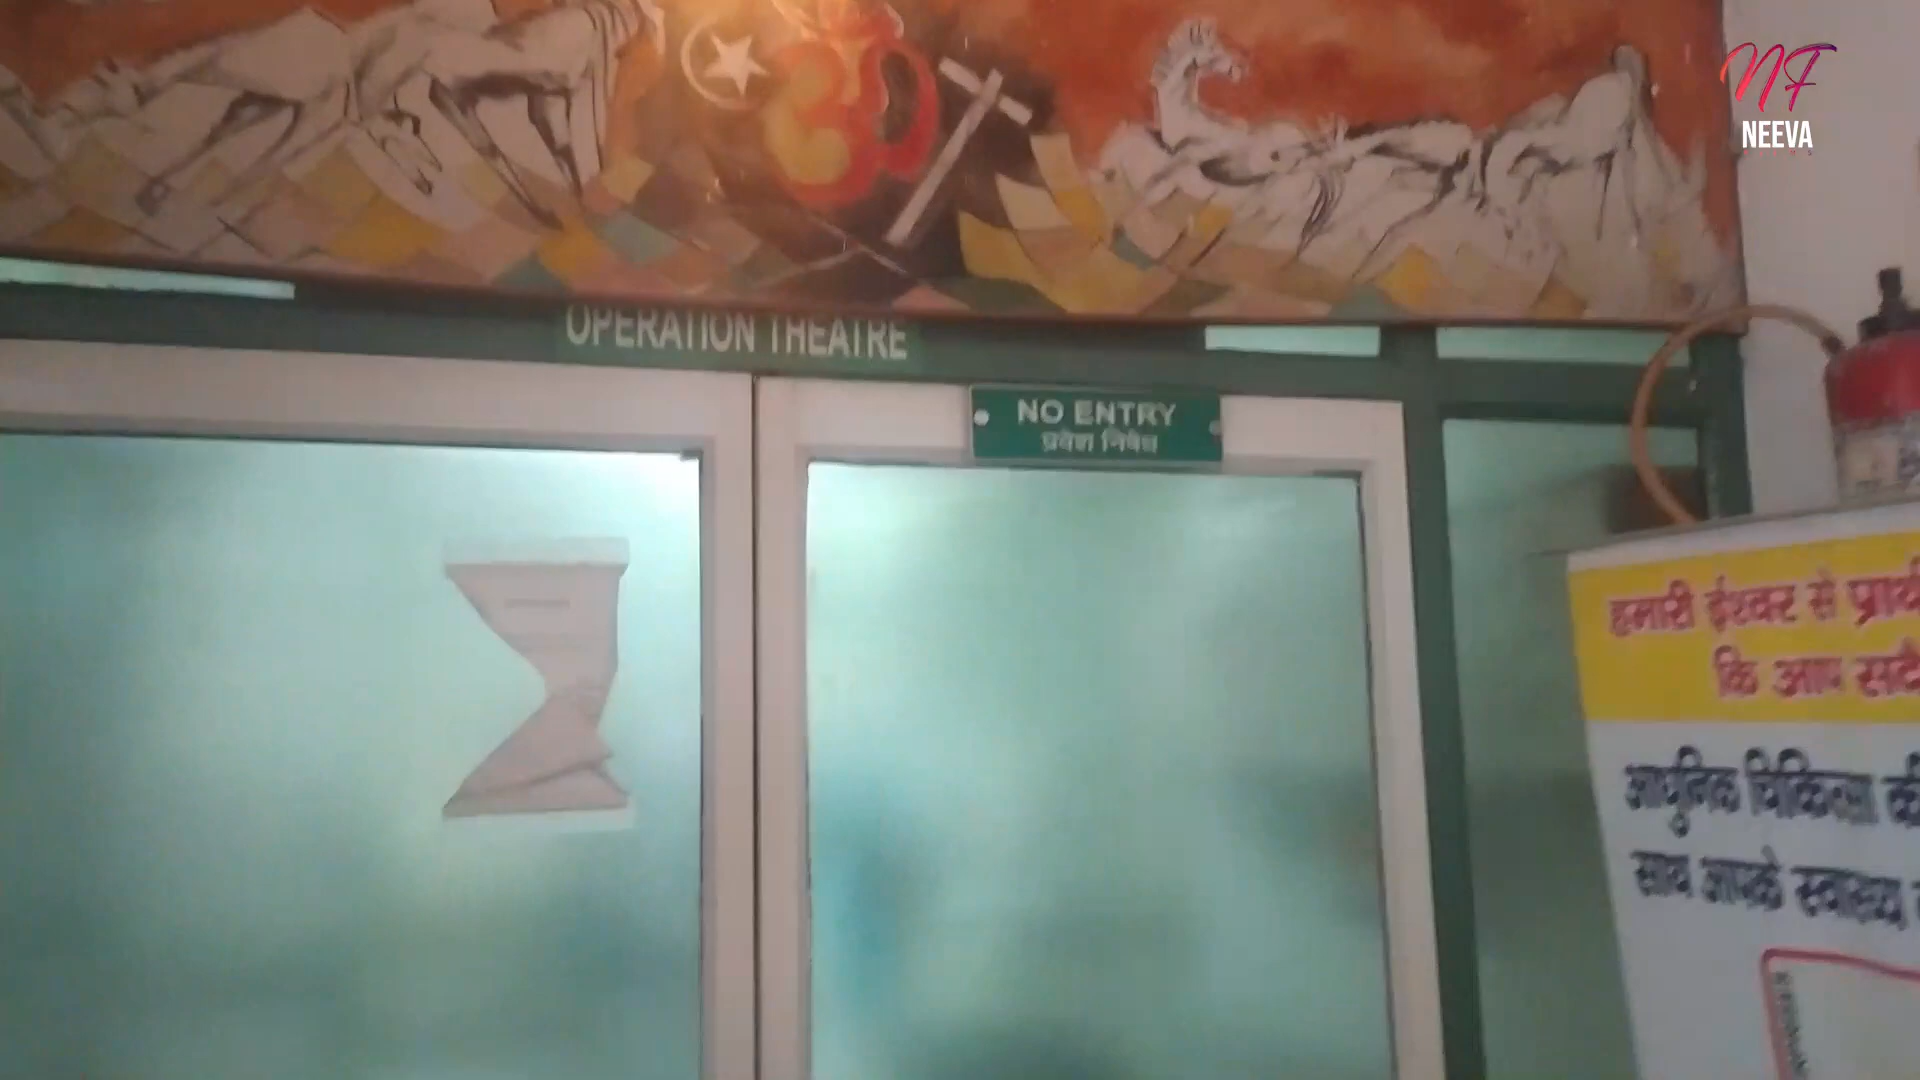 NF
NEEVA
OPERATION THEATRE
NO ENTRY
प्रवेश निषेध
हमारी ईश्वर से
कि आप
आधुनिक चिकित्सा की
साथ आपके स्वास्थ्य